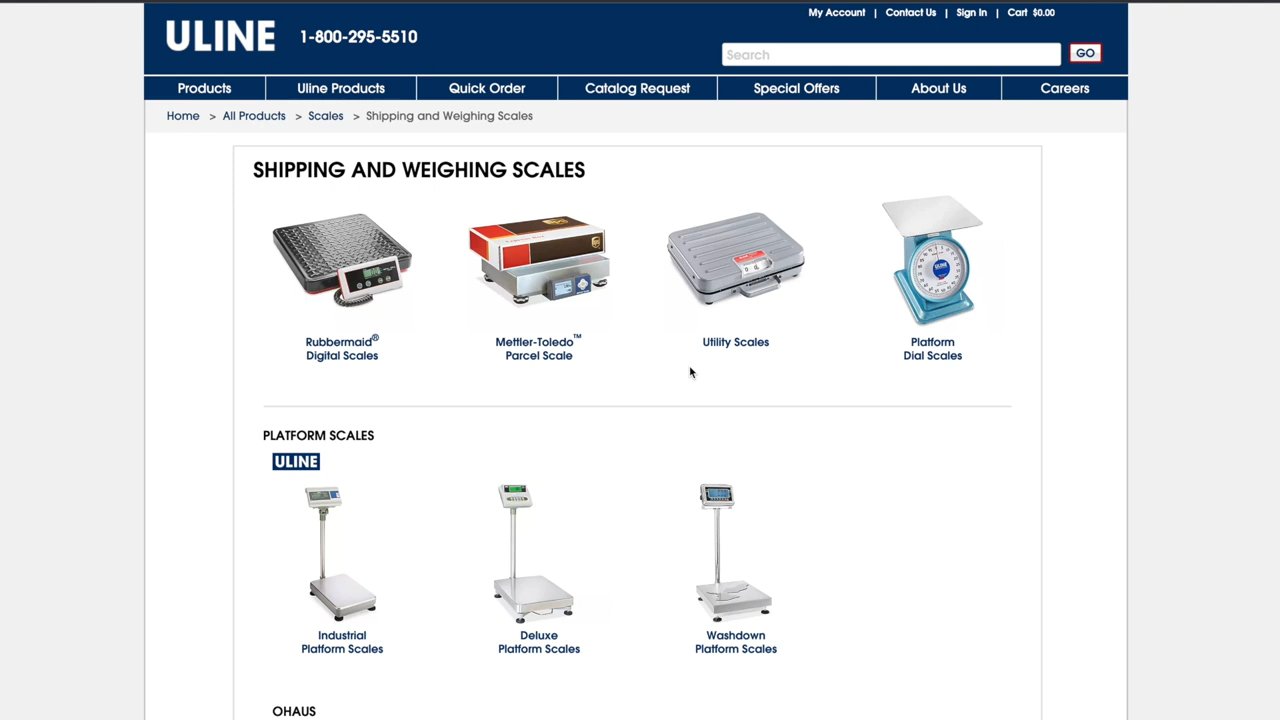 My Account | Contact Us | Sign In | Cart $0.00
ULINE 1-800-295-5510
Search GO
Products Uline Products Quick Order Catalog Request Special Offers About Us Careers
Home > All Products > Scales > Shipping and Weighing Scales
SHIPPING AND WEIGHING SCALES
Rubbermaid®
Digital Scales
Mettler-Toledo™
Parcel Scale
Utility Scales
Platform
Dial Scales
PLATFORM SCALES
ULINE
Industrial
Platform Scales
Deluxe
Platform Scales
Washdown
Platform Scales
OHAUS